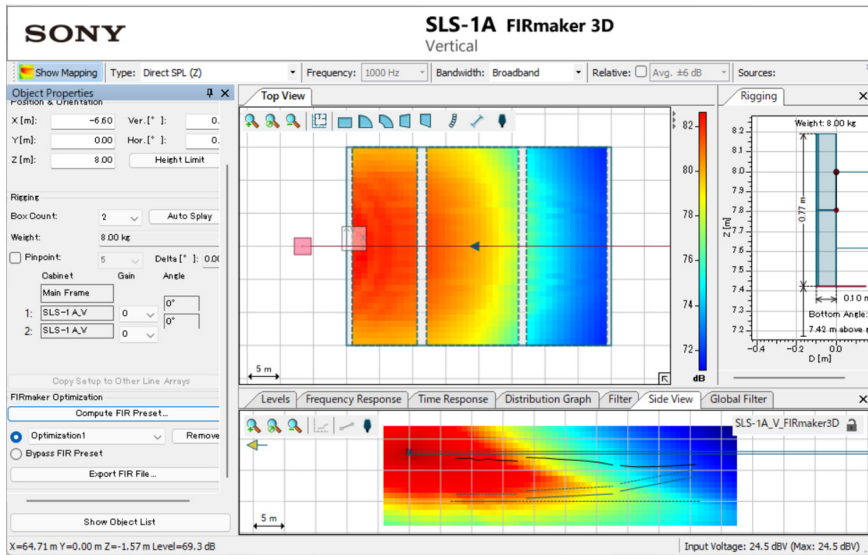 SONY
SLS-1A FIRmaker 3D
Vertical
Show Mapping Type: Direct SPL (Z) Frequency: 1000 Hz Bandwidth: Broadband Relative: Avg. ±6 dB Sources:
Object Properties
Position & Orientation
X [m]: -6.60 Ver.[° ]: 0.
Y[m]: 0.00 Hor.[° ]: 0.
Z [m]: 8.00 Height Limit
Rigging
Box Count: 2 Auto Splay
Weight: 8.00 kg
Pinpoint: 5 Delta [° ]: 0.00
Cabinet Gain Angle
Main Frame
0°
1: SLS-1 A_V 0
0°
2: SLS-1 A_V 0
Copy Setup to Other Line Arrays
FIRmaker Optimization
Compute FIR Preset...
Optimization1 Remove
Bypass FIR Preset
Export FIR File...
Show Object List
Top View
82
80
78
76
74
72
dB
5 m
Rigging
Weight: 8.00 kg
8.2
8.1
8.0
7.9
7.8
7.7
7.6
7.5
7.4
7.3
7.2
Z [m]
0.77 m
0.10 m
Bottom Angle:
7.42 m above
-0.4 -0.2 0.0
D [m]
Levels Frequency Response Time Response Distribution Graph Filter Side View Global Filter
SLS-1A_V_FIRmaker3D
5 m
X=64.71 m Y=0.00 m Z=-1.57 m Level=69.3 dB
Input Voltage: 24.5 dBV (Max: 24.5 dBV)